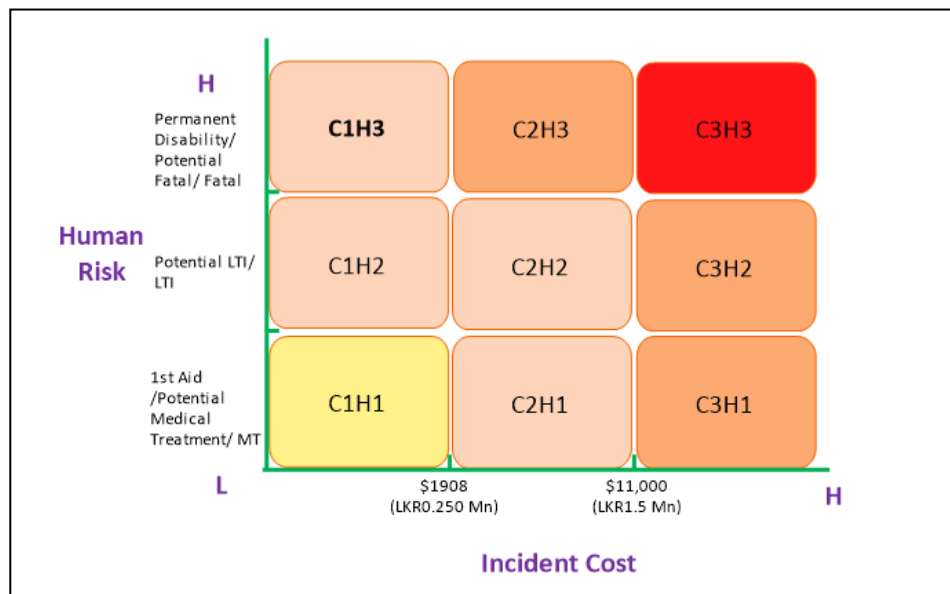 H
Permanent
Disability/
Potential
Fatal/ Fatal
C1H3
C2H3
C3H3
Human
Risk
Potential LTI/
LTI
C1H2
C2H2
C3H2
1st Aid
/Potential
Medical
Treatment/ MT
C1H1
C2H1
C3H1
L
$1908
(LKR0.250 Mn)
$11,000
(LKR1.5 Mn)
H
Incident Cost